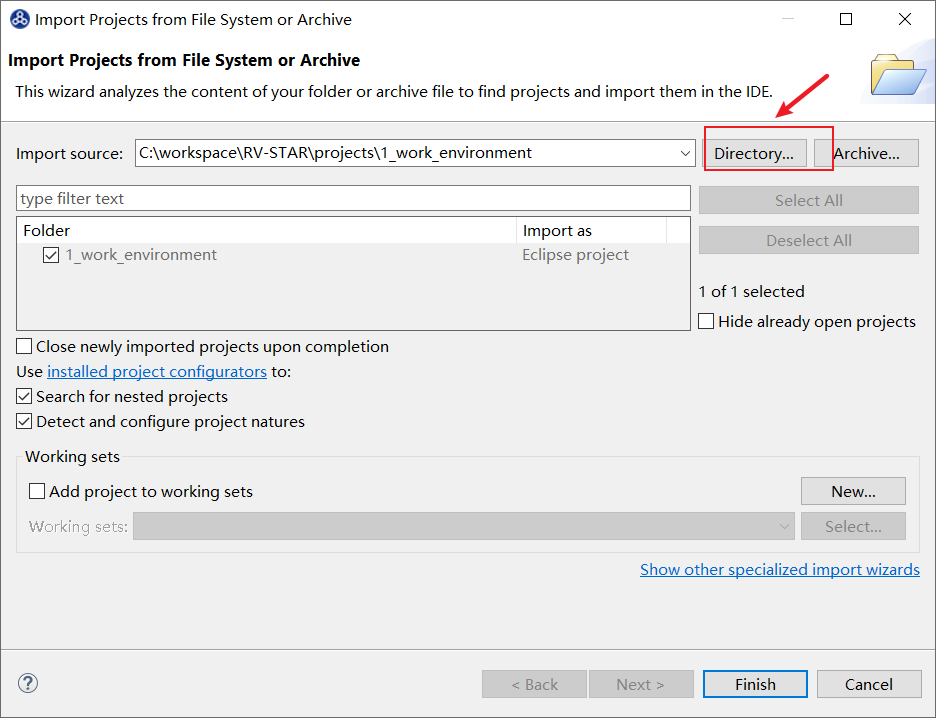 Import Projects from File System or Archive
Import Projects from File System or Archive
This wizard analyzes the content of your folder or archive file to find projects and import them in the IDE.
Import source: C:\workspace\RV-STAR\projects\1_work_environment Directory... Archive...
type filter text Select All
Folder Import as
Deselect All
1_work_environment Eclipse project
1 of 1 selected
Hide already open projects
Close newly imported projects upon completion
Use installed project configurators to:
Search for nested projects
Detect and configure project natures
Working sets
Add project to working sets New...
Working sets: Select...
Show other specialized import wizards
? < Back Next > Finish Cancel